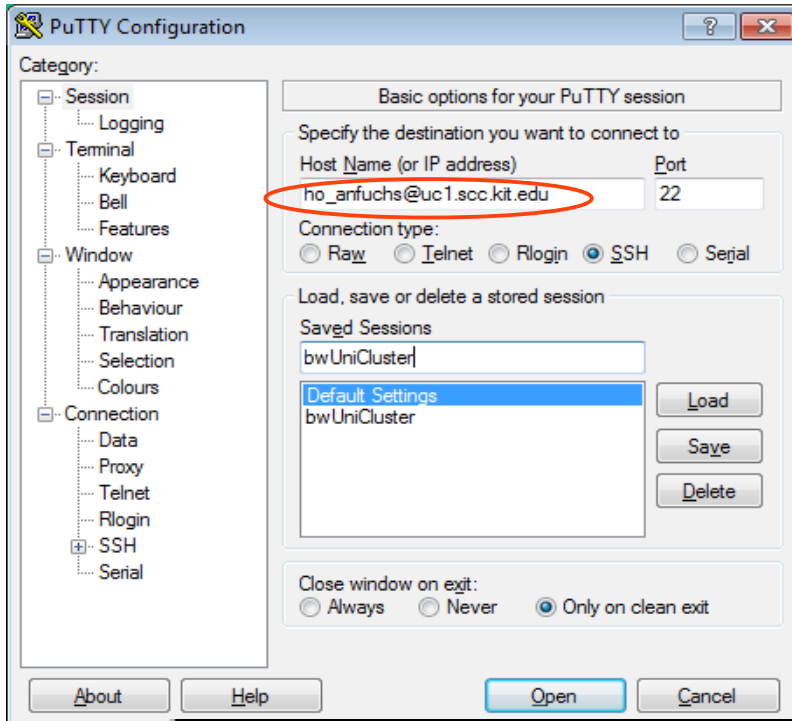 PuTTY Configuration
Category:
Session
Logging
Terminal
Keyboard
Bell
Features
Window
Appearance
Behaviour
Translation
Selection
Colours
Connection
Data
Proxy
Telnet
Rlogin
SSH
Serial
Basic options for your PuTTY session
Specify the destination you want to connect to
Host Name (or IP address) Port
ho_anfuchs@uc1.scc.kit.edu 22
Connection type:
Raw Telnet Rlogin SSH Serial
Load, save or delete a stored session
Saved Sessions
bwUniCluster
Default Settings
bwUniCluster
Load
Save
Delete
Close window on exit:
Always Never Only on clean exit
About Help Open Cancel